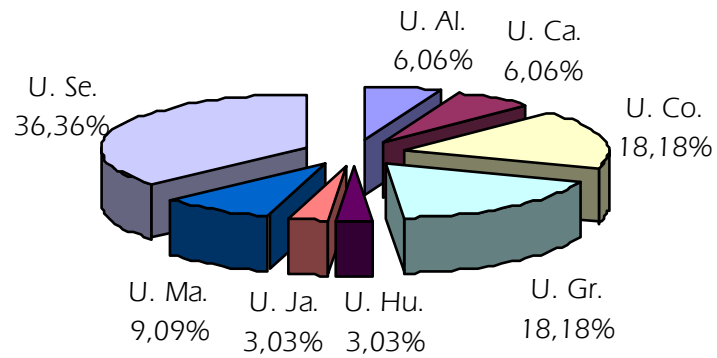 U. Al.
6,06%
U. Ca.
6,06%
U. Se.
36,36%
U. Co.
18,18%
U. Ma.
9,09%
U. Ja.
3,03%
U. Hu.
3,03%
U. Gr.
18,18%